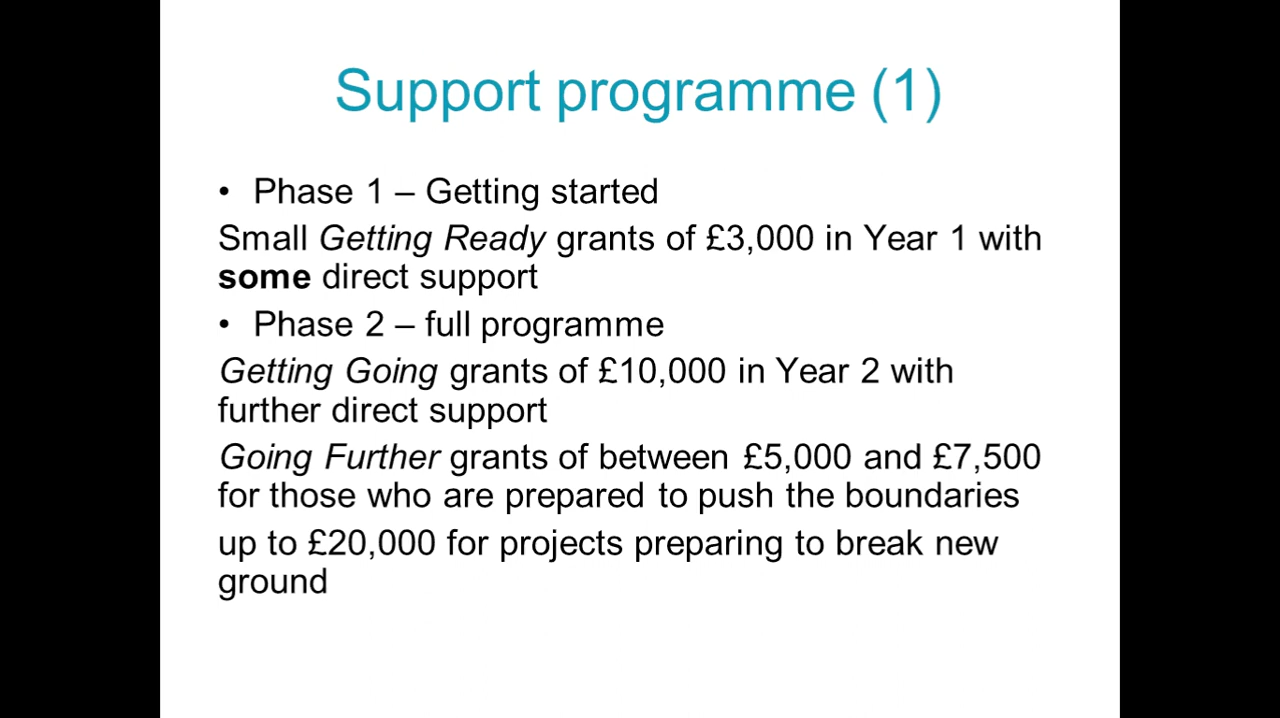 Support programme (1)
• Phase 1 – Getting started
Small Getting Ready grants of £3,000 in Year 1 with
some direct support
• Phase 2 – full programme
Getting Going grants of £10,000 in Year 2 with
further direct support
Going Further grants of between £5,000 and £7,500
for those who are prepared to push the boundaries
up to £20,000 for projects preparing to break new
ground